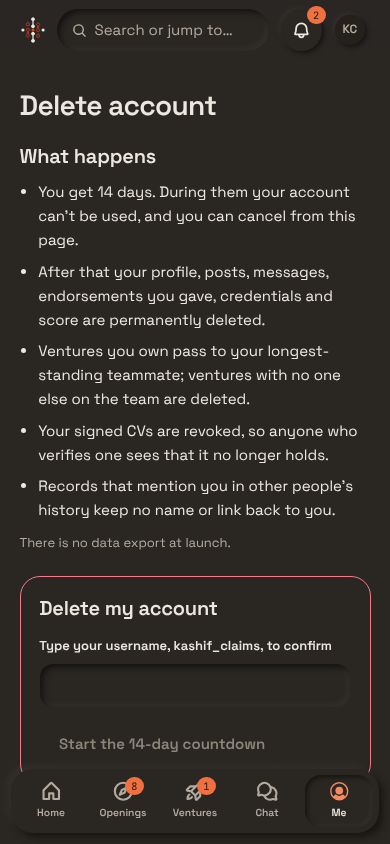 Search or jump to...
2
KC
Delete account
What happens
You get 14 days. During them your account
can't be used, and you can cancel from this
page.
After that your profile, posts, messages,
endorsements you gave, credentials and
score are permanently deleted.
Ventures you own pass to your longest-
standing teammate; ventures with no one
else on the team are deleted.
Your signed CVs are revoked, so anyone who
verifies one sees that it no longer holds.
Records that mention you in other people's
history keep no name or link back to you.
There is no data export at launch.
Delete my account
Type your username, kashif_claims, to confirm
Start the 14-day countdown
8
1
Home
Openings
Ventures
Chat
Me